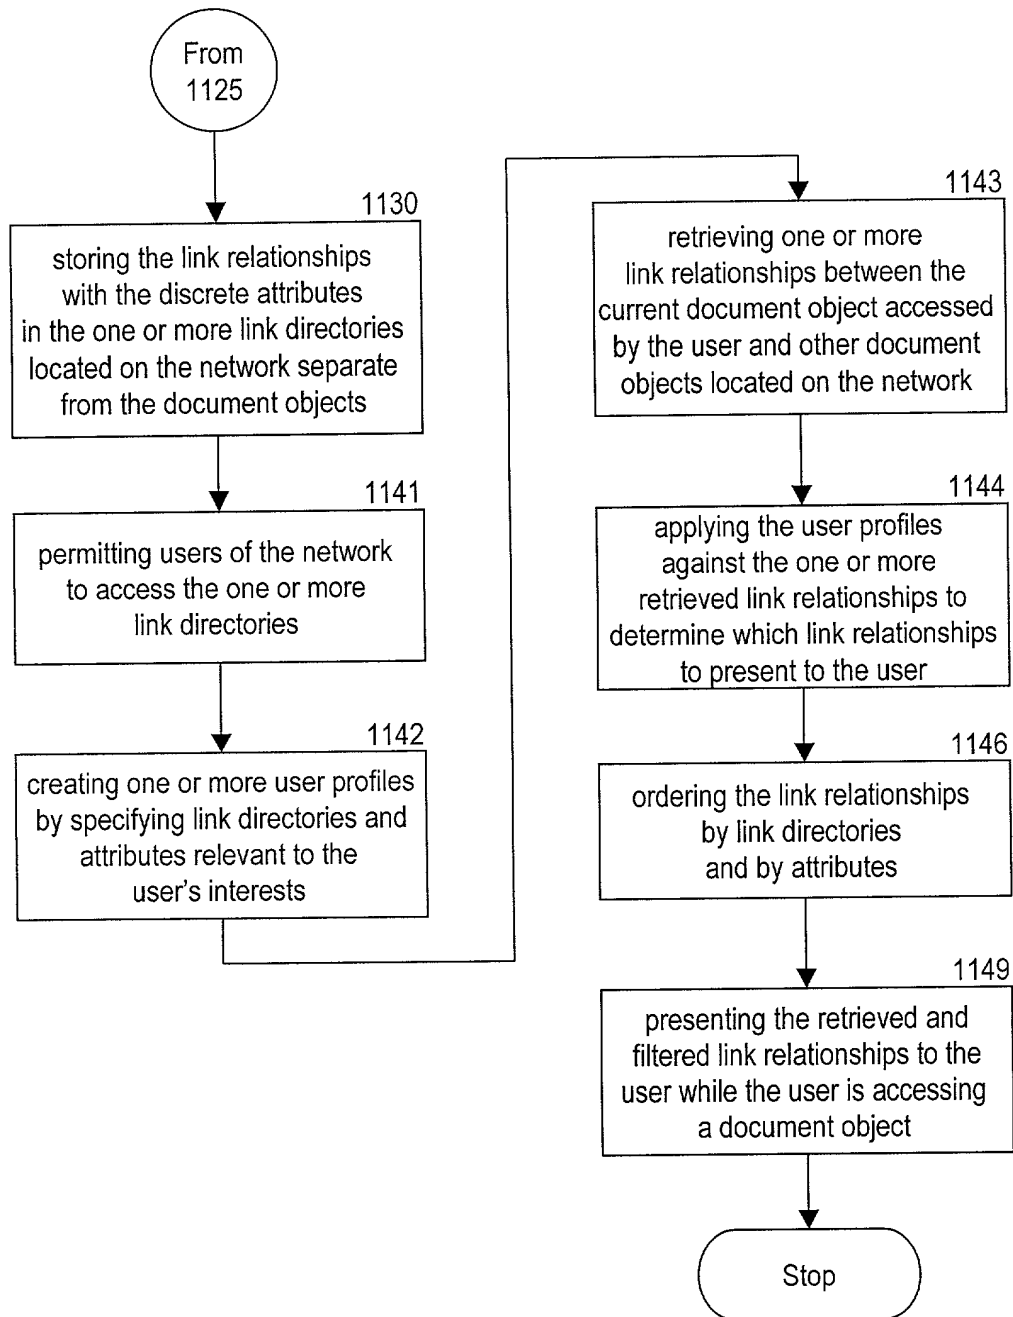 From
1125
1130
storing the link relationships
with the discrete attributes
in the one or more link directories
located on the network separate
from the document objects
1141
permitting users of the network
to access the one or more
link directories
1142
creating one or more user profiles
by specifying link directories and
attributes relevant to the
user's interests
1143
retrieving one or more
link relationships between the
current document object accessed
by the user and other document
objects located on the network
1144
applying the user profiles
against the one or more
retrieved link relationships to
determine which link relationships
to present to the user
1146
ordering the link relationships
by link directories
and by attributes
1149
presenting the retrieved and
filtered link relationships to the
user while the user is accessing
a document object
Stop